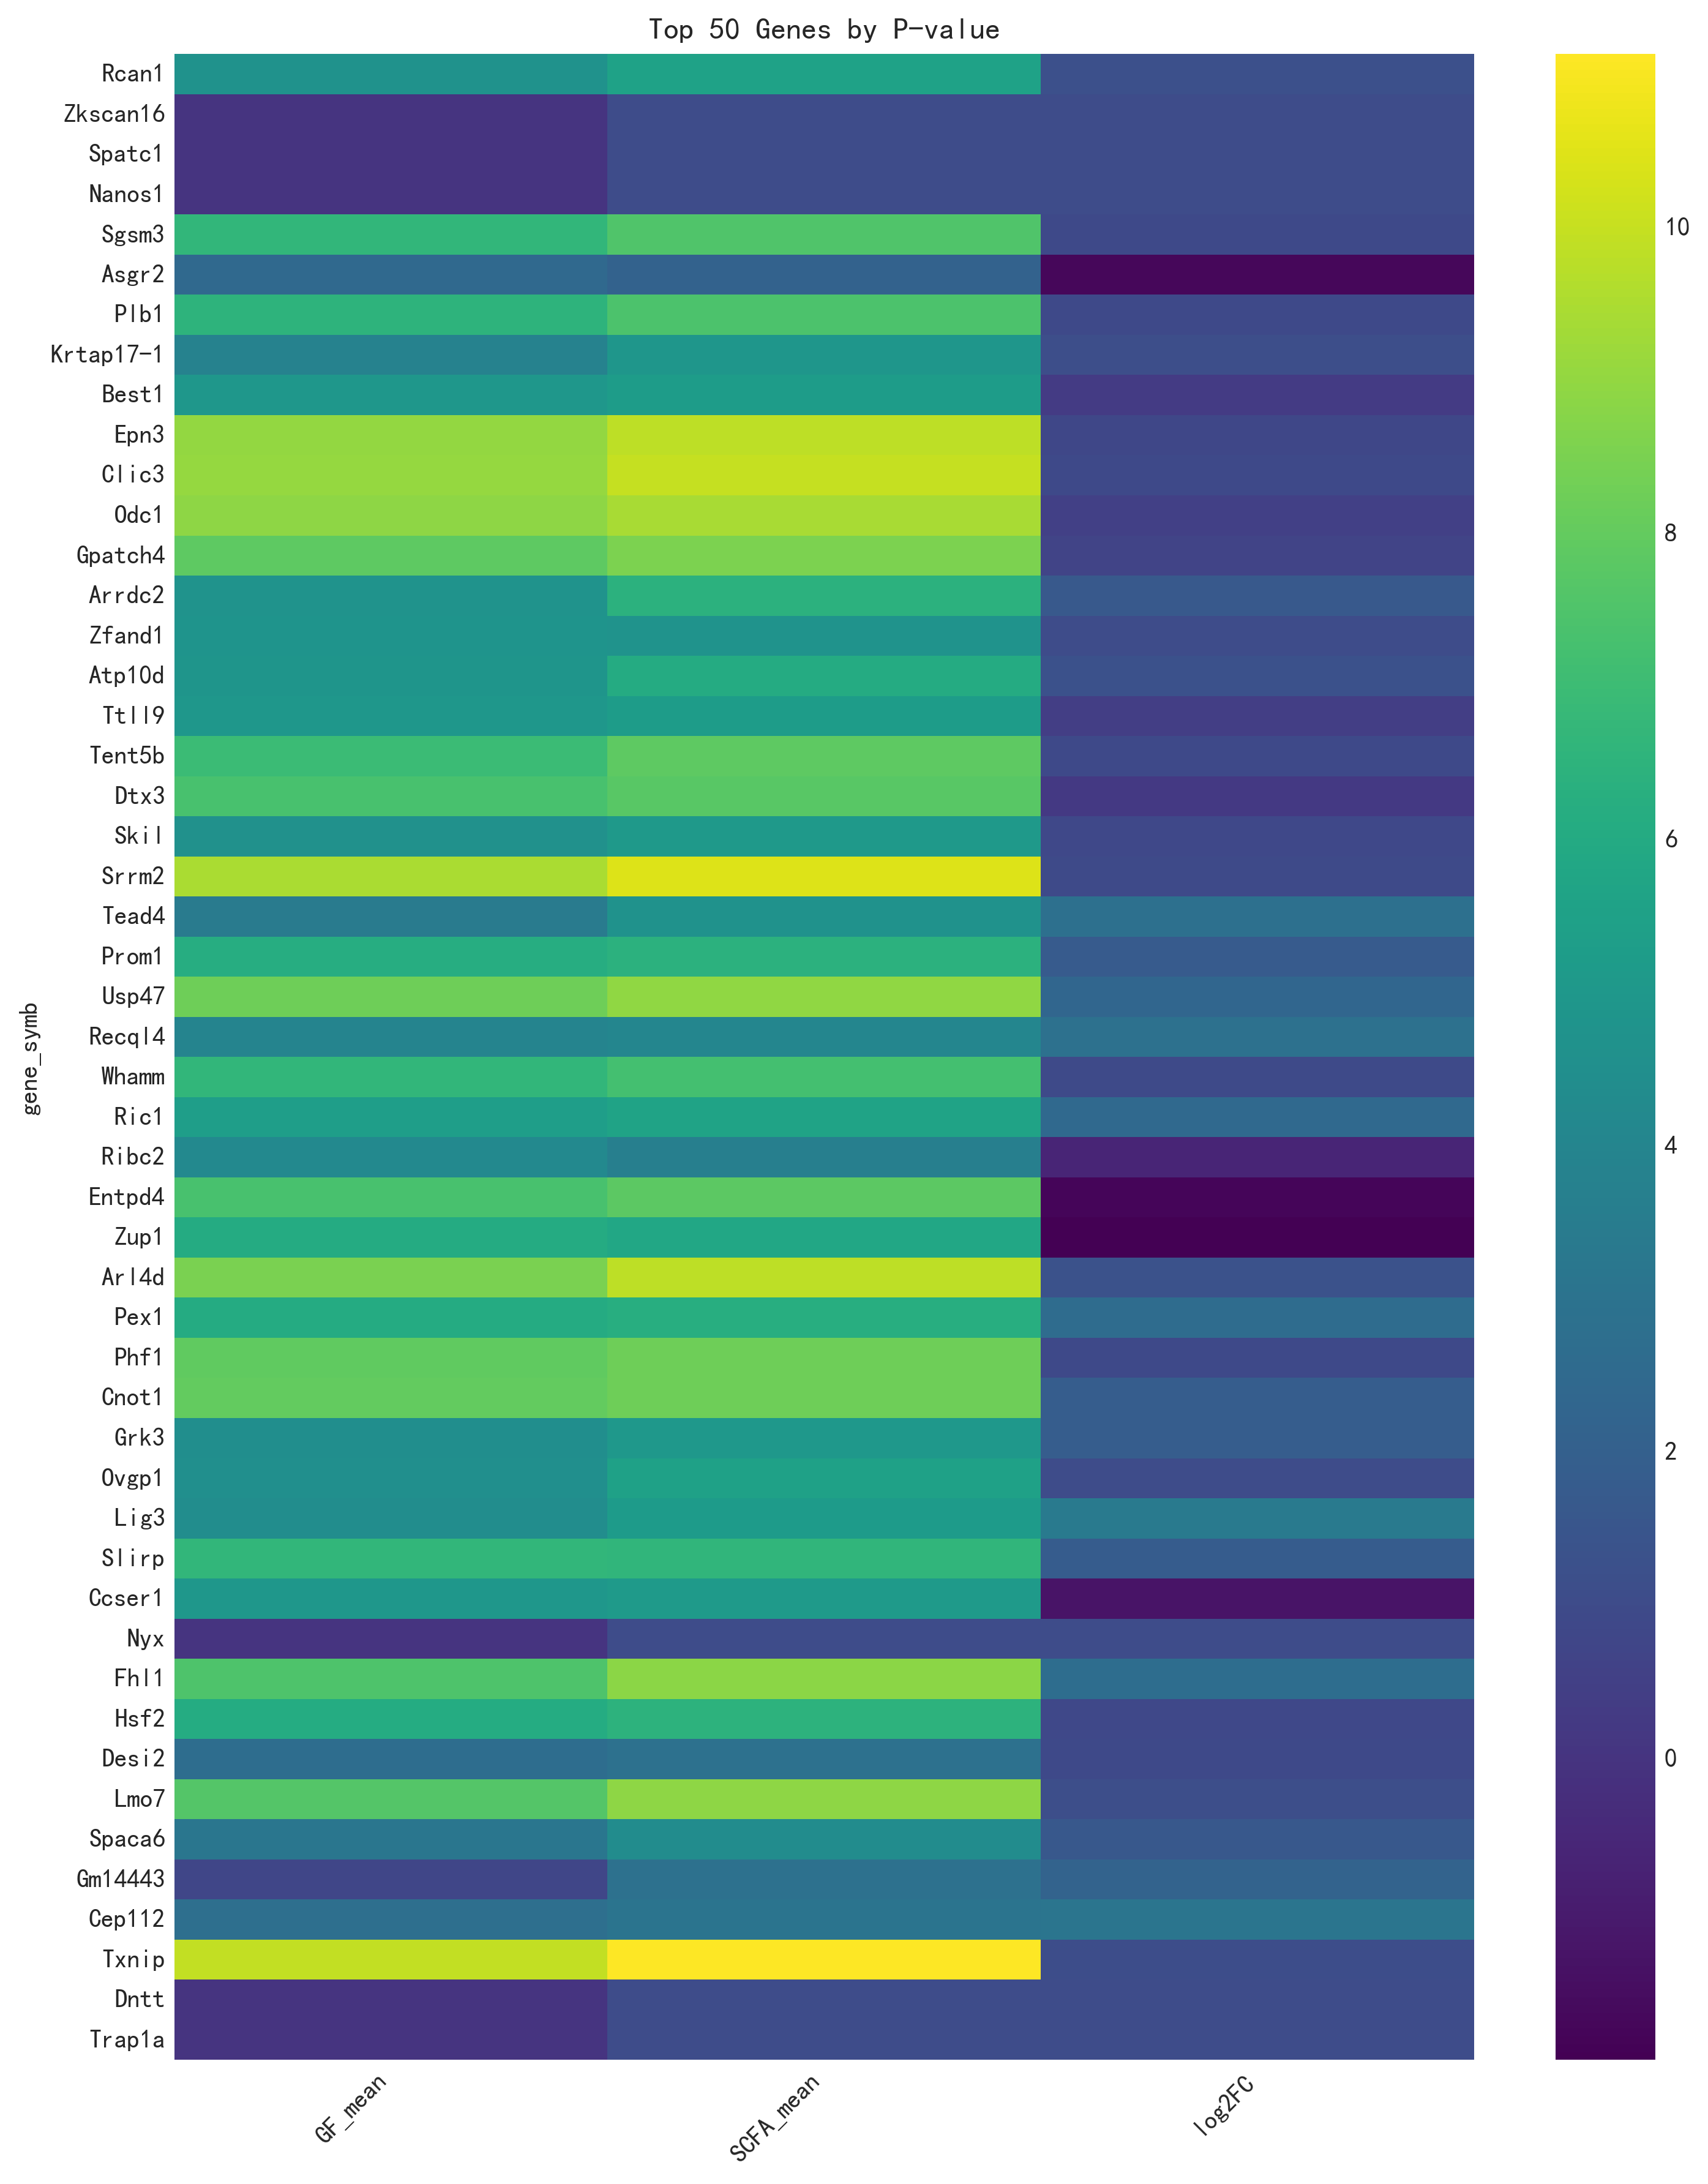 Top 50 Genes by P-value
Rcan1
Zkscan16
Spatc1
Nanos1
Sgsm3
Asgr2
Plb1
Krtap17-1
Best1
Epn3
Clic3
Odc1
Gpatch4
Arrdc2
Zfand1
Atp10d
Ttll9
Tent5b
Dtx3
Skil
Srrm2
Tead4
Prom1
Usp47
Recql4
Whamm
Ric1
Ribc2
Entpd4
Zup1
Arl4d
Pex1
Phf1
Cnot1
Grk3
Ovgp1
Lig3
Slirp
Ccser1
Nyx
Fhl1
Hsf2
Desi2
Lmo7
Spaca6
Gm14443
Cep112
Txnip
Dntt
Trap1a
gene_symb
GF_mean
SCFA_mean
log2FC
10
8
6
4
2
0